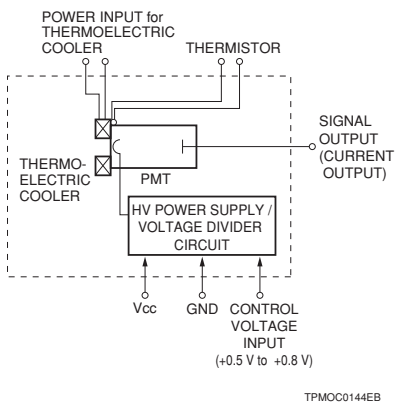 POWER INPUT for
THERMOELECTRIC
COOLER
THERMISTOR
SIGNAL
OUTPUT
(CURRENT
OUTPUT)
THERMO-
ELECTRIC
COOLER
PMT
HV POWER SUPPLY /
VOLTAGE DIVIDER
CIRCUIT
Vcc
GND
CONTROL
VOLTAGE
INPUT
(+0.5 V to +0.8 V)
TPMOC0144EB